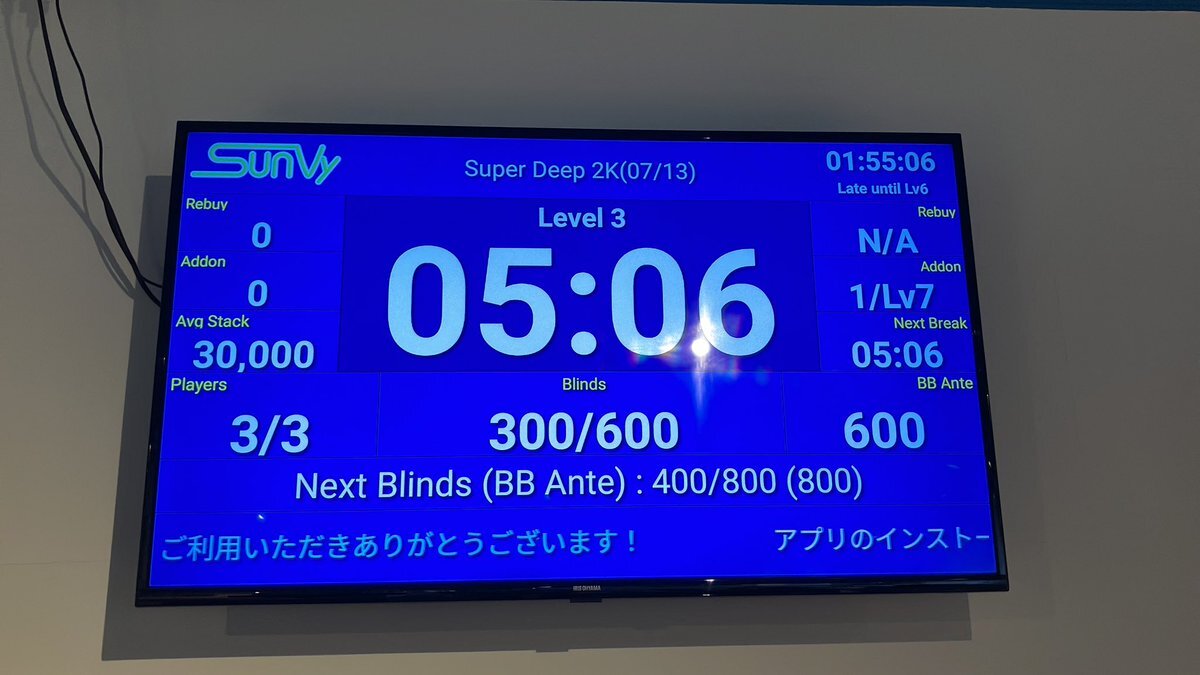 SunVy
Super Deep 2K(07/13)
01:55:06
Late until Lv6
Rebuy
0
Addon
0
Avg Stack
30,000
Level 3
05:06
Rebuy
N/A
Addon
1/Lv7
Next Break
05:06
Players
3/3
Blinds
300/600
BB Ante
600
Next Blinds (BB Ante) : 400/800 (800)
ご利用いただきありがとうございます！ アプリのインストー
IRIS OHYAMA